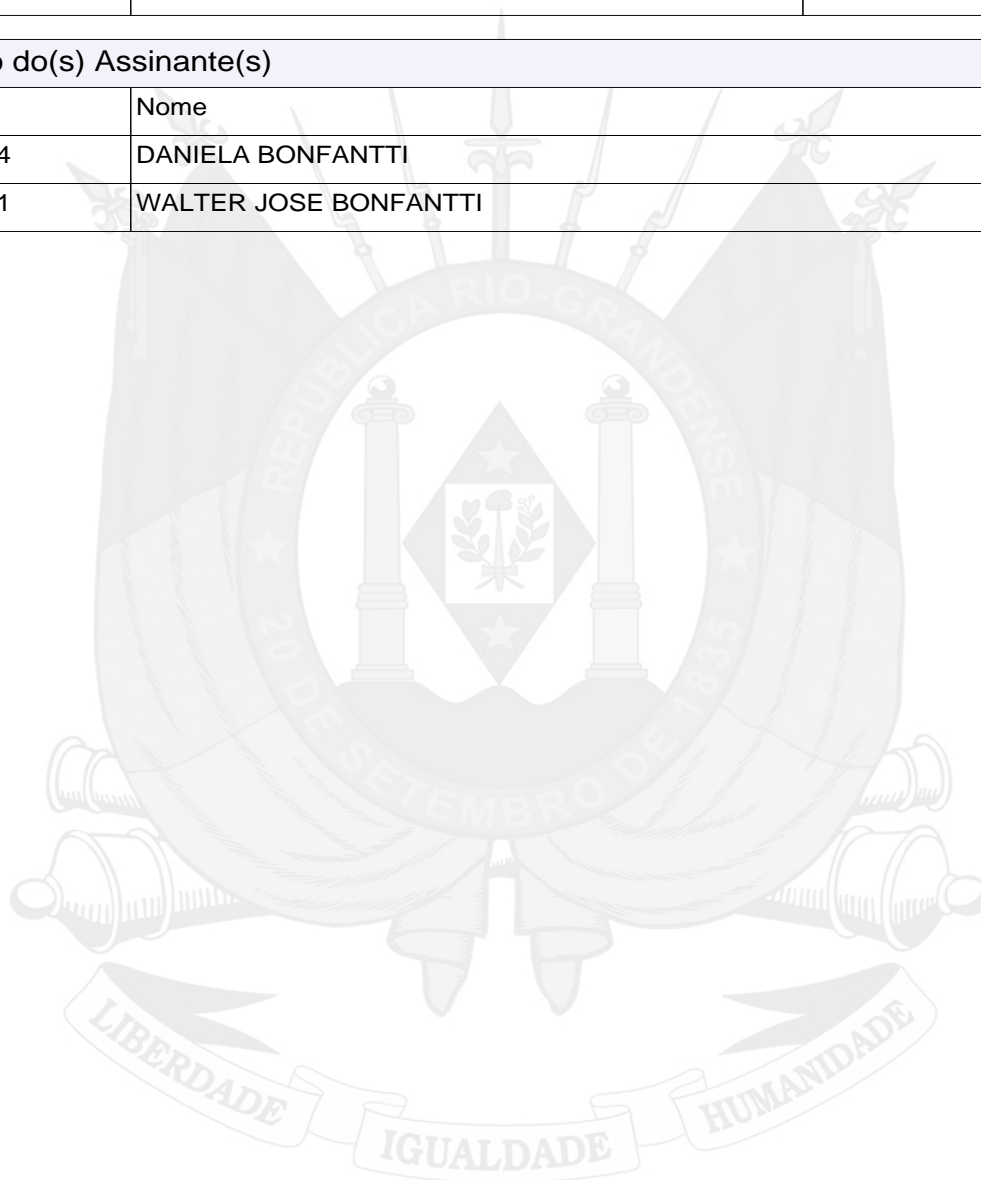 o do(s) Assinante(s)
Nome
4 DANIELA BONFANTTI
1 WALTER JOSE BONFANTTI
REPÚBLICA RIO-GRANDENSE
★ 20 DE SETEMBRO DE 1835 ★
LIBERDADE IGUALDADE HUMANIDADE